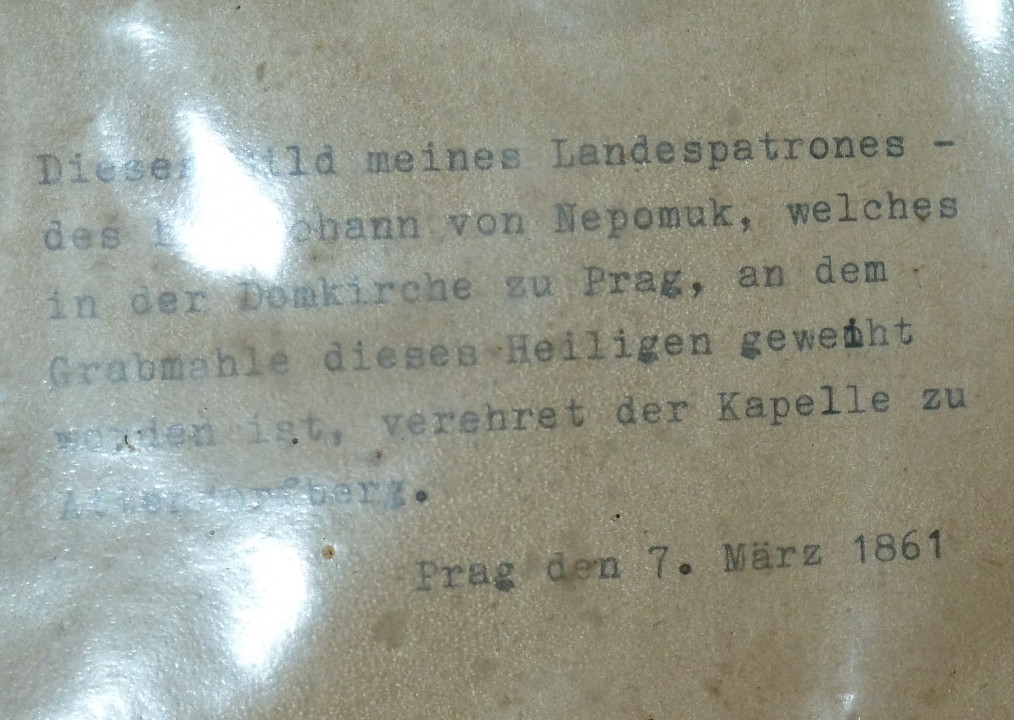 Dieses Bild meines Landespatrones -
des Johann von Nepomuk, welches
in der Domkirche zu Prag, an dem
Grabmahle dieses Heiligen geweiht
worden ist, verehret der Kapelle zu
Prag den 7. März 1861